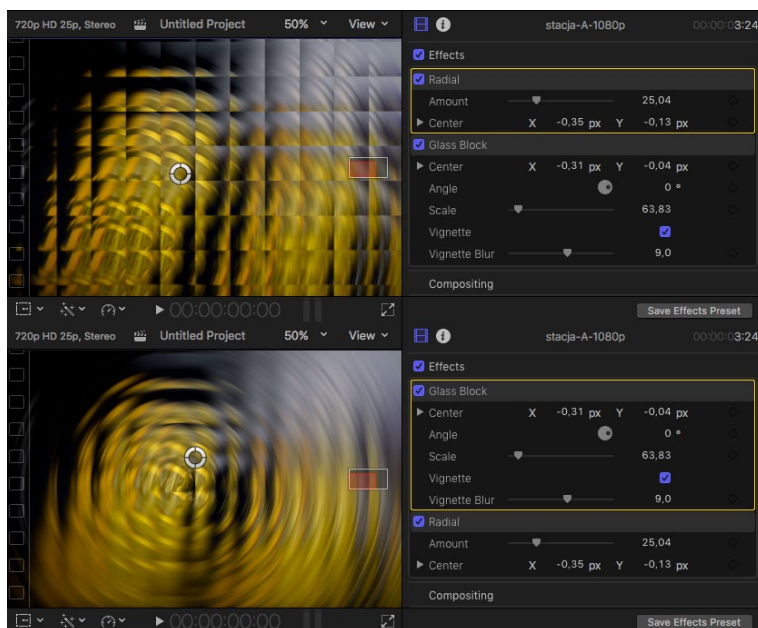 720p HD 25p, Stereo Untitled Project 50% View stacja-A-1080p 00:00:03:24
Effects
Radial
Amount 25,04
Center X -0,35 px Y -0,13 px
Glass Block
Center X -0,31 px Y -0,04 px
Angle 0 °
Scale 63,83
Vignette
Vignette Blur 9,0
Compositing
00:00:00:00 Save Effects Preset
720p HD 25p, Stereo Untitled Project 50% View stacja-A-1080p 00:00:03:24
Effects
Glass Block
Center X -0,31 px Y -0,04 px
Angle 0 °
Scale 63,83
Vignette
Vignette Blur 9,0
Radial
Amount 25,04
Center X -0,35 px Y -0,13 px
Compositing
00:00:00:00 Save Effects Preset